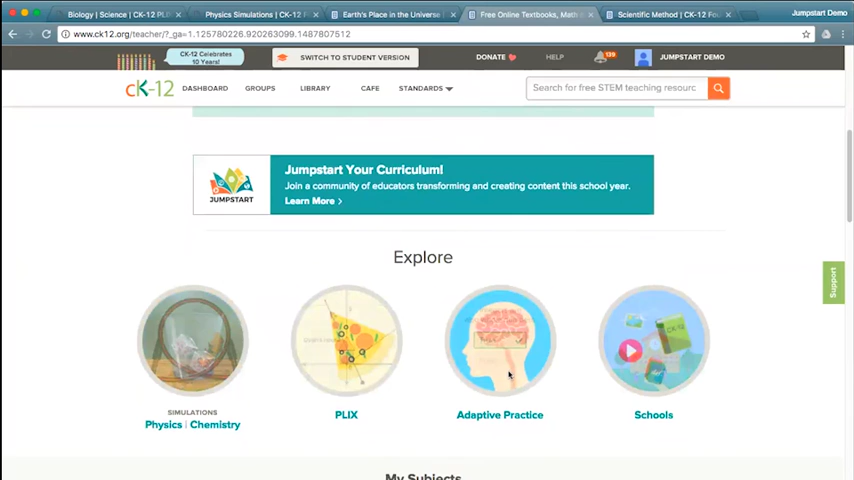 Biology | Science | CK-12 PLI
Physics Simulations | CK-12 F
Earth's Place in the Universe
Free Online Textbooks, Math
Scientific Method | CK-12 Fou
Jumpstart Demo
www.ck12.org/teacher/?_ga=1.125780226.920263099.1487807512
CK-12 Celebrates
10 Years!
SWITCH TO STUDENT VERSION
DONATE
HELP
139
JUMPSTART DEMO
cK-12
DASHBOARD
GROUPS
LIBRARY
CAFE
STANDARDS
Search for free STEM teaching resourc
JUMPSTART
Jumpstart Your Curriculum!
Join a community of educators transforming and creating content this school year.
Learn More >
Support
Explore
SIMULATIONS
Physics | Chemistry
PLIX
Adaptive Practice
Schools
My Subjects